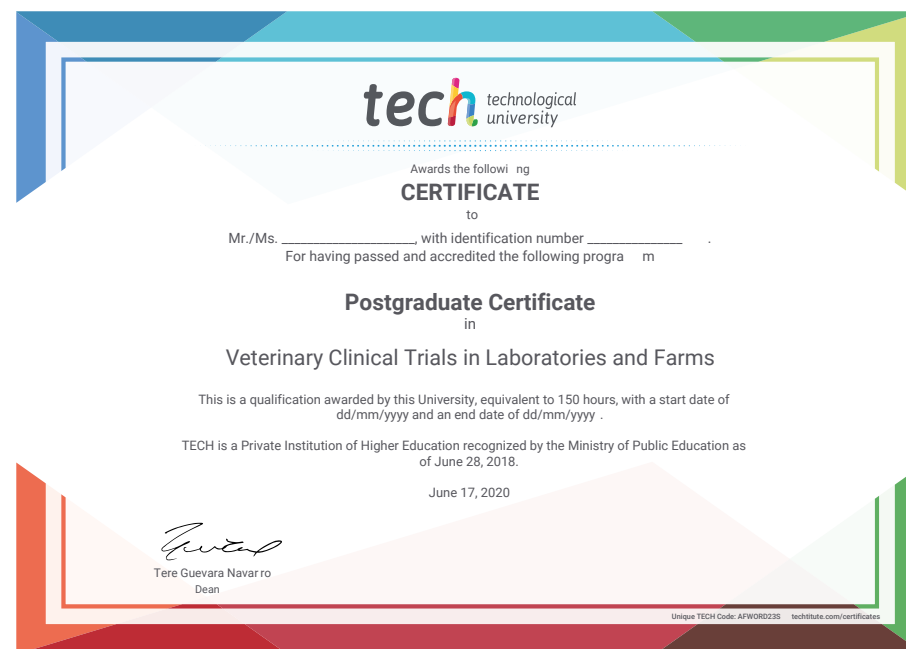 tech technological
university
Awards the followi ng
CERTIFICATE
to
Mr./Ms. _____________________, with identification number _______________ .
For having passed and accredited the following progra m
Postgraduate Certificate
in
Veterinary Clinical Trials in Laboratories and Farms
This is a qualification awarded by this University, equivalent to 150 hours, with a start date of
dd/mm/yyyy and an end date of dd/mm/yyyy .
TECH is a Private Institution of Higher Education recognized by the Ministry of Public Education as
of June 28, 2018.
June 17, 2020
Tere Guevara Navar ro
Dean
Unique TECH Code: AFWORD23S techtitute.com/certificates